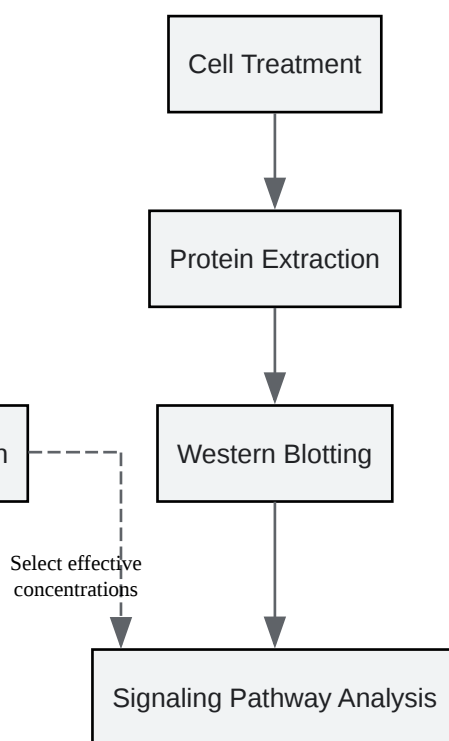 Cell Treatment
Protein Extraction
Western Blotting
Select effective
concentrations
Signaling Pathway Analysis